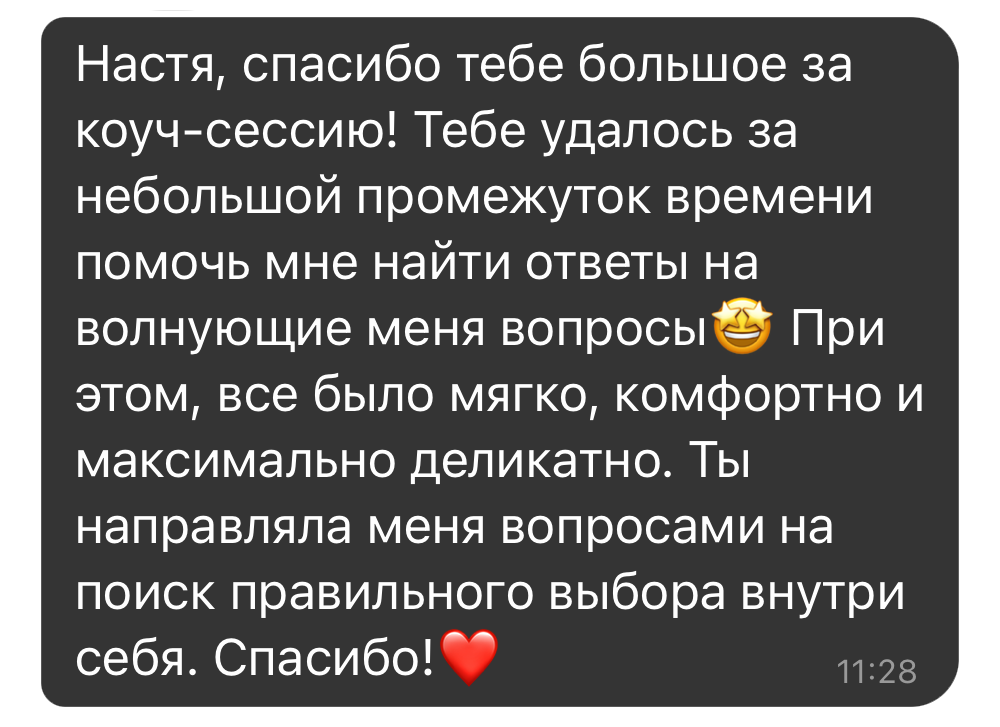 Настя, спасибо тебе большое за
коуч-сессию! Тебе удалось за
небольшой промежуток времени
помочь мне найти ответы на
волнующие меня вопросы🤩 При
этом, все было мягко, комфортно и
максимально деликатно. Ты
направляла меня вопросами на
поиск правильного выбора внутри
себя. Спасибо!❤️
11:28